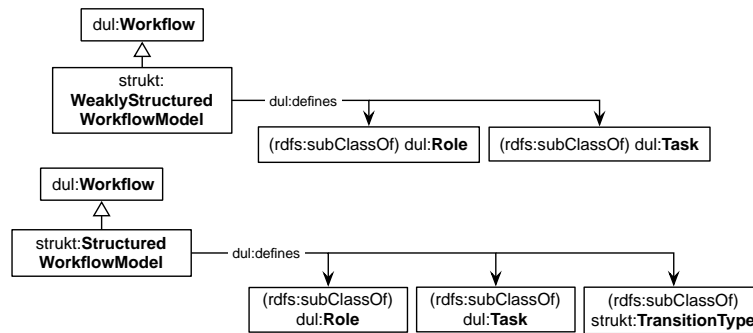 dul:Workflow
strukt:
WeaklyStructured
WorkflowModel
dul:defines
(rdfs:subClassOf) dul:Role
(rdfs:subClassOf) dul:Task
dul:Workflow
strukt:Structured
WorkflowModel
dul:defines
(rdfs:subClassOf)
dul:Role
(rdfs:subClassOf)
dul:Task
(rdfs:subClassOf)
strukt:TransitionType